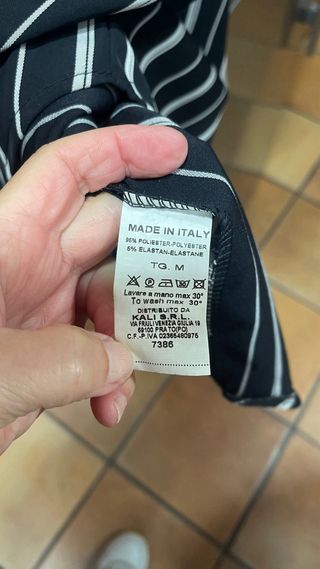 MADE IN ITALY
95% POLIESTER-POLYESTER
5% ELASTAN-ELASTANE
TG. M
Lavare a mano max 30°
To wash max 30°
DISTRIBUITO DA
KALI S.R.L.
VIA FRIULI VENEZIA GIULIA 19
59100 PRATO(PO)
C.F.-P.IVA 02365480975
7386